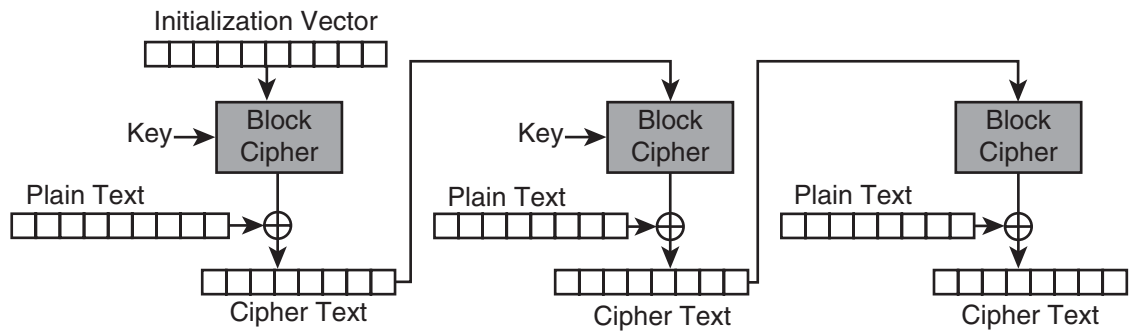 Initialization Vector
Block
Cipher
Key
Plain Text
Cipher Text
Block
Cipher
Key
Plain Text
Cipher Text
Block
Cipher
Plain Text
Cipher Text